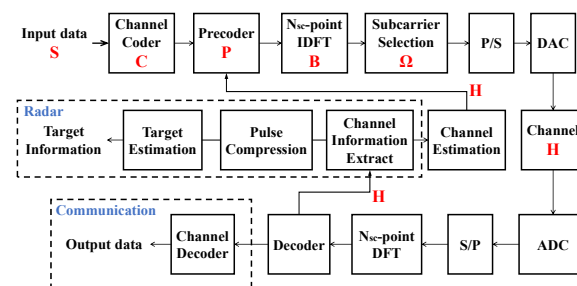 Input data
S
Channel
Coder
C
Precoder
P
Nsc-point
IDFT
B
Subcarrier
Selection
Ω
P/S
DAC
H
Radar
Target
Information
Target
Estimation
Pulse
Compression
Channel
Information
Extract
Channel
Estimation
Channel
H
H
Communication
Output data
Channel
Decoder
Decoder
Nsc-point
DFT
S/P
ADC